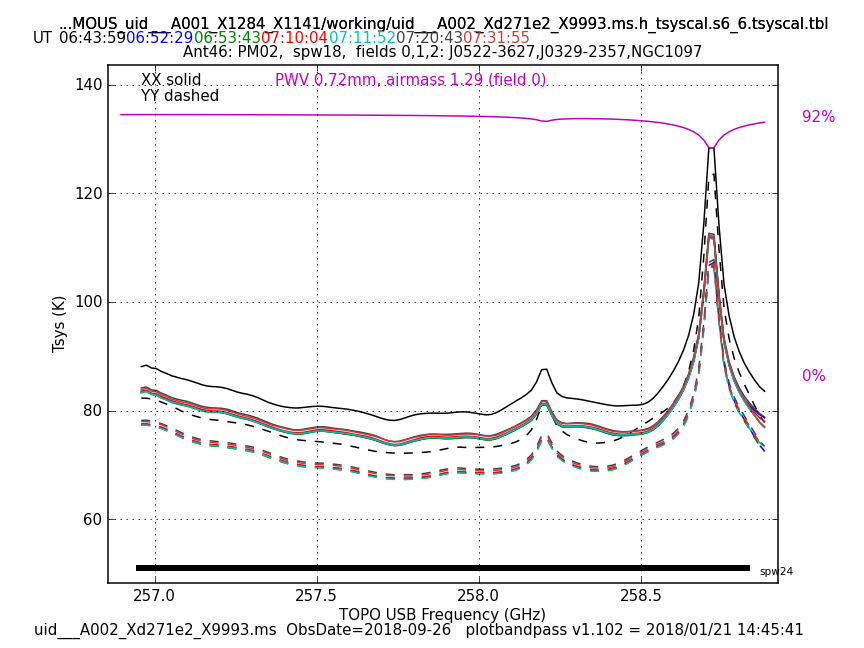 ...MOUS_uid___A001_X1284_X1141/working/uid___A002_Xd271e2_X9993.ms.h_tsyscal.s6_6.tsyscal.tbl
UT 06:43:59 06:52:29 06:53:43 07:10:04 07:11:52 07:20:43 07:31:55
Ant46: PM02, spw18, fields 0,1,2: J0522-3627,J0329-2357,NGC1097
XX solid PWV 0.72mm, airmass 1.29 (field 0)
YY dashed
140
120
100
80
60
Tsys (K)
92%
0%
spw24
257.0 257.5 258.0 258.5
TOPO USB Frequency (GHz)
uid___A002_Xd271e2_X9993.ms ObsDate=2018-09-26 plotbandpass v1.102 = 2018/01/21 14:45:41